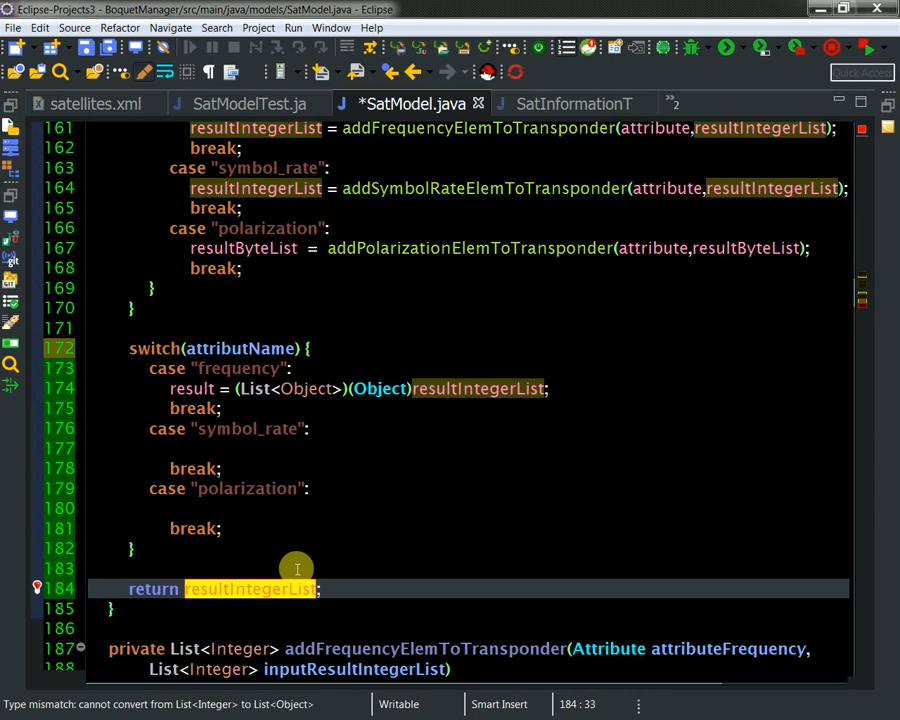 Eclipse-Projects3 - BoquetManager/src/main/java/models/SatModel.java - Eclipse
File Edit Source Refactor Navigate Search Project Run Window Help
Quick Access
satellites.xml SatModelTest.ja *SatModel.java SatInformationT »2
161 resultIntegerList = addFrequencyElemToTransponder(attribute,resultIntegerList);
162 break;
163 case "symbol_rate":
164 resultIntegerList = addSymbolRateElemToTransponder(attribute,resultIntegerList);
165 break;
166 case "polarization":
167 resultByteList = addPolarizationElemToTransponder(attribute,resultByteList);
168 break;
169 }
170 }
171
172 switch(attributName) {
173 case "frequency":
174 result = (List<Object>)(Object)resultIntegerList;
175 break;
176 case "symbol_rate":
177
178 break;
179 case "polarization":
180
181 break;
182 }
183
184 return resultIntegerList;
185 }
186
187 private List<Integer> addFrequencyElemToTransponder(Attribute attributeFrequency,
188 List<Integer> inputResultIntegerList)
Type mismatch: cannot convert from List<Integer> to List<Object> Writable Smart Insert 184 : 33